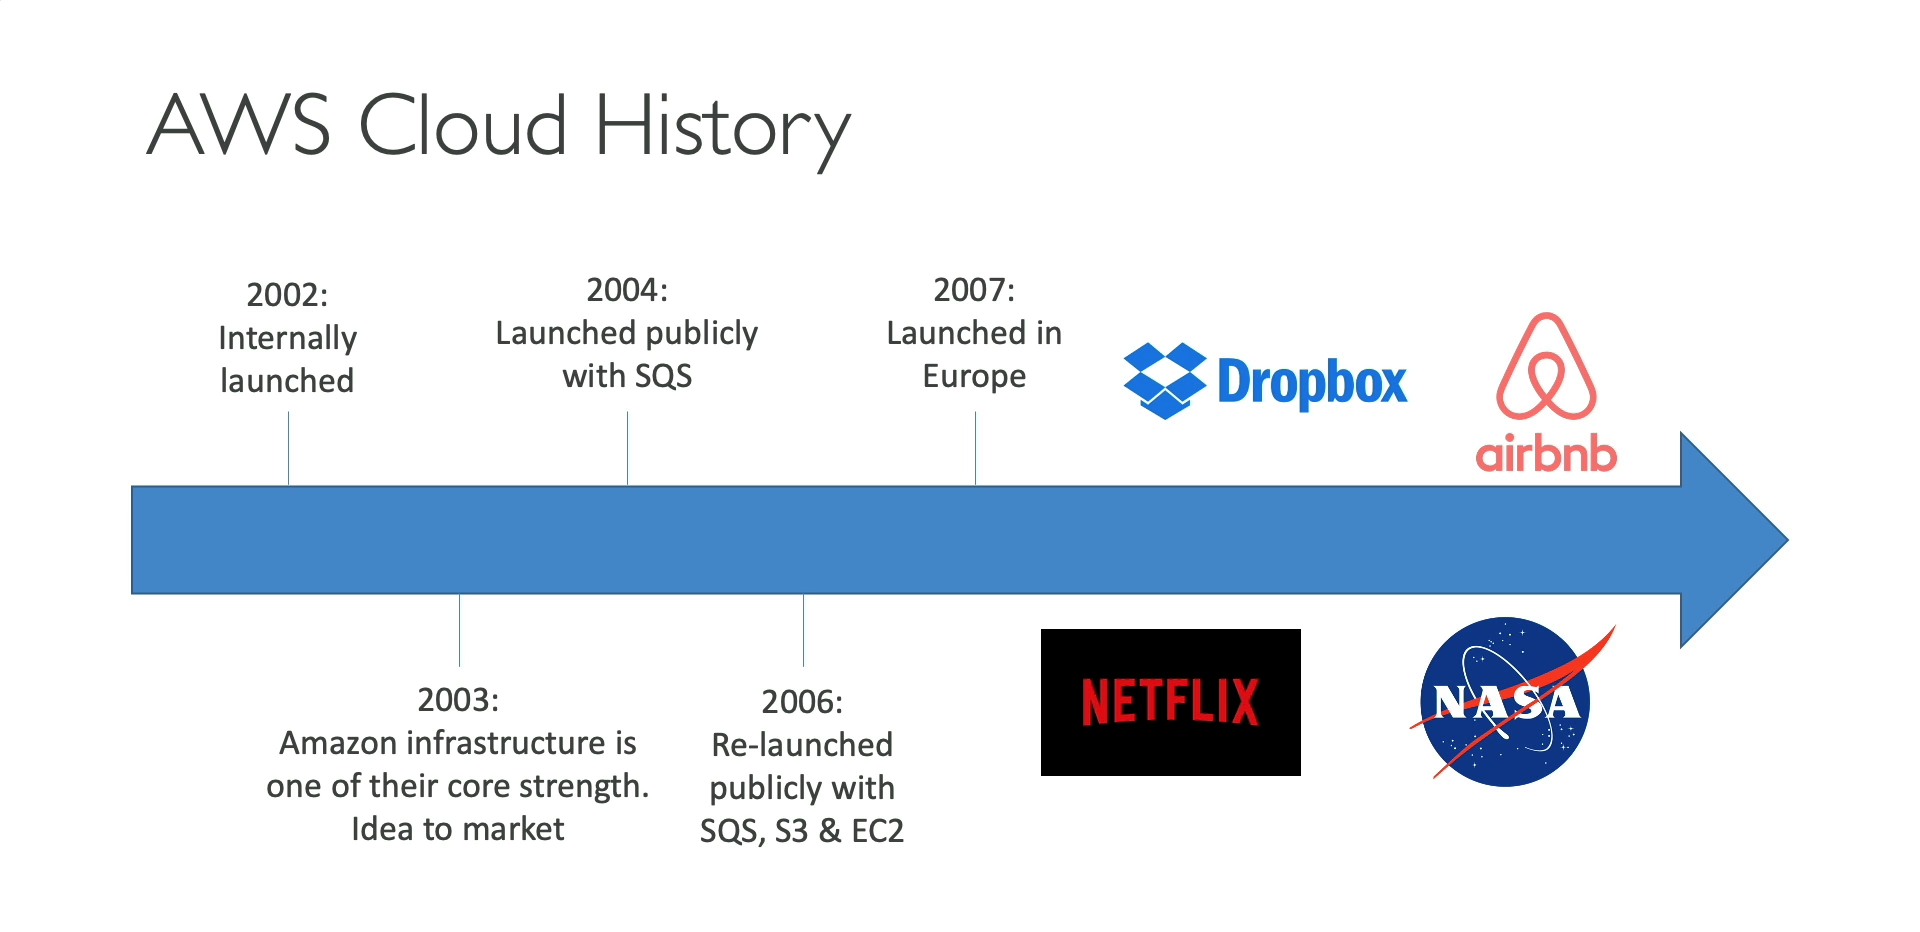 AWS Cloud History
2002:
Internally
launched
2004:
Launched publicly
with SQS
2007:
Launched in
Europe
Dropbox
airbnb
2003:
Amazon infrastructure is
one of their core strength.
Idea to market
2006:
Re-launched
publicly with
SQS, S3 & EC2
NETFLIX
NASA